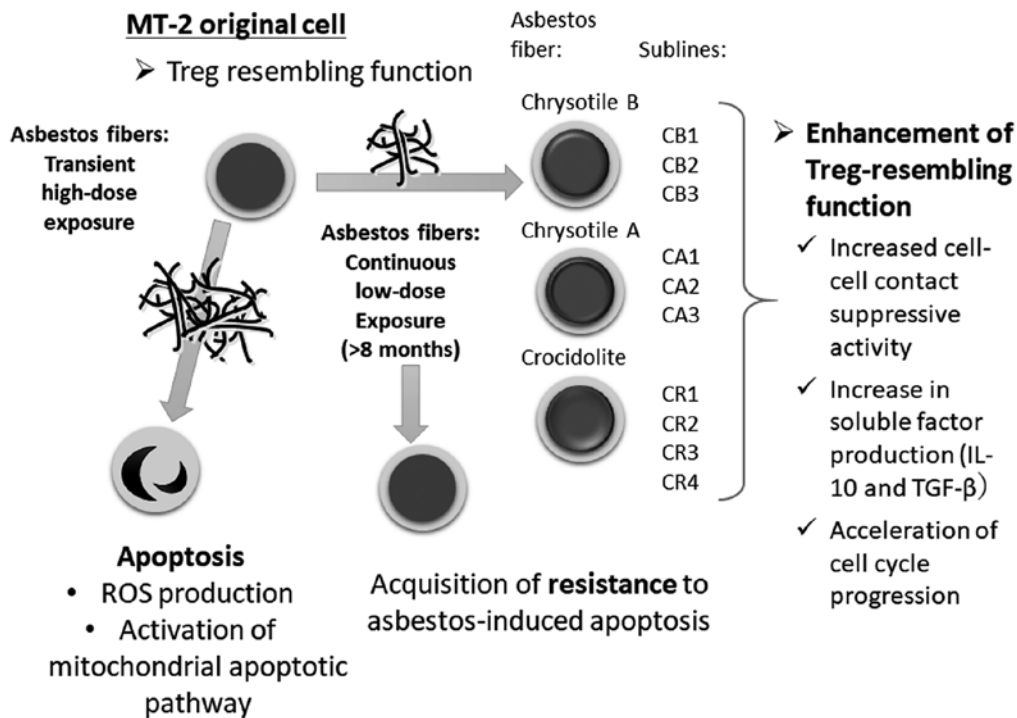 MT-2 original cell
➢ Treg resembling function
Asbestos fibers:
Transient
high-dose
exposure
Asbestos fibers:
Continuous
low-dose
Exposure
(>8 months)
Apoptosis
• ROS production
• Activation of
mitochondrial apoptotic
pathway
Acquisition of resistance to
asbestos-induced apoptosis
Asbestos
fiber:
Sublines:
Chrysotile B
CB1
CB2
CB3
Chrysotile A
CA1
CA2
CA3
Crocidolite
CR1
CR2
CR3
CR4
➢ Enhancement of
Treg-resembling
function
✓ Increased cell-
cell contact
suppressive
activity
✓ Increase in
soluble factor
production (IL-
10 and TGF-β)
✓ Acceleration of
cell cycle
progression